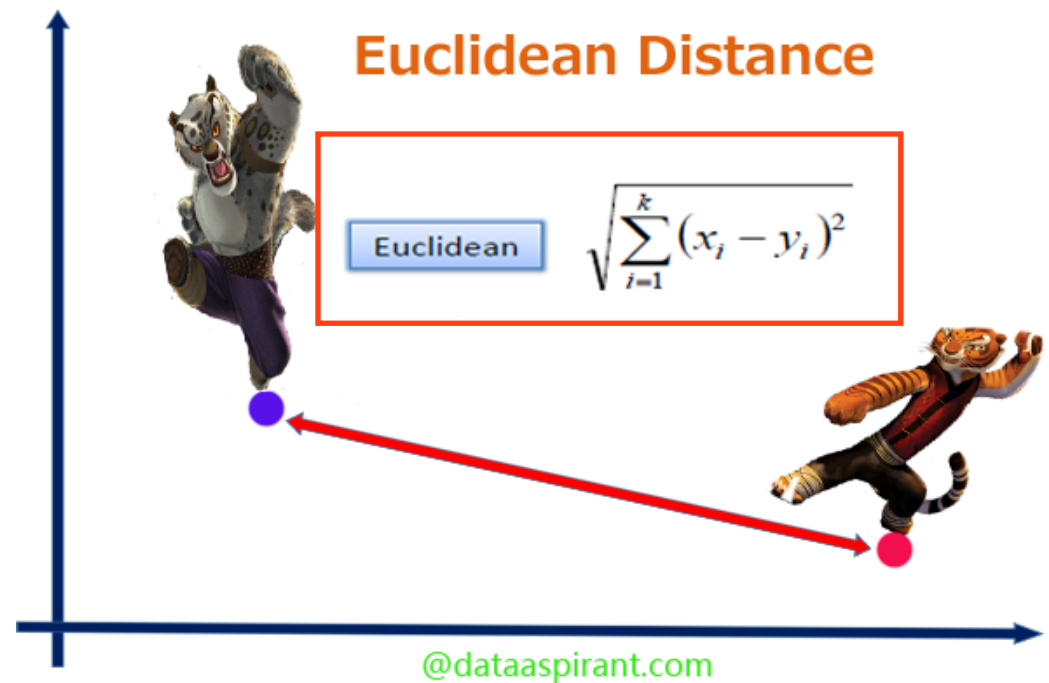 Euclidean Distance
Euclidean
√∑_{i=1}^{k}(x_i − y_i)^2
@dataaspirant.com